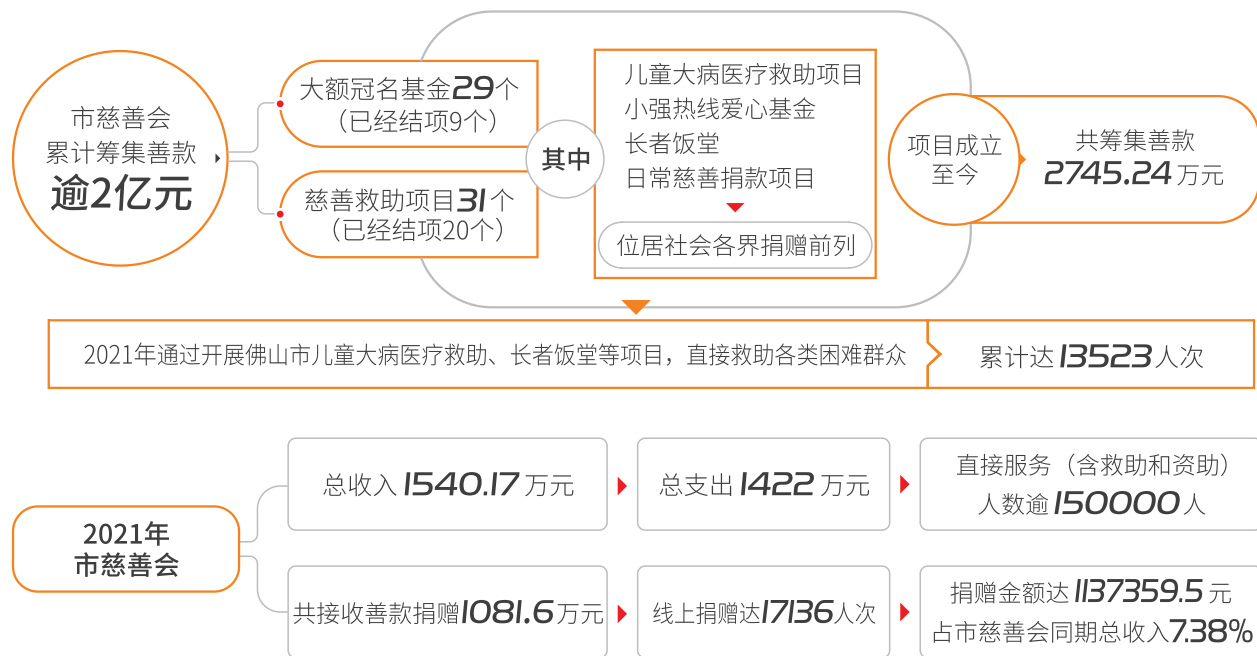 市慈善会
累计筹集善款
逾2亿元
大额冠名基金29个
（已经结项9个）
慈善救助项目31个
（已经结项20个）
其中
儿童大病医疗救助项目
小强热线爱心基金
长者饭堂
日常慈善捐款项目
位居社会各界捐赠前列
项目成立
至今
共筹集善款
2745.24万元
2021年通过开展佛山市儿童大病医疗救助、长者饭堂等项目，直接救助各类困难群众
累计达13523人次
2021年
市慈善会
总收入1540.17万元
总支出1422万元
直接服务（含救助和资助）
人数逾150000人
共接收善款捐赠1081.6万元
线上捐赠达17136人次
捐赠金额达1137359.5元
占市慈善会同期总收入7.38%